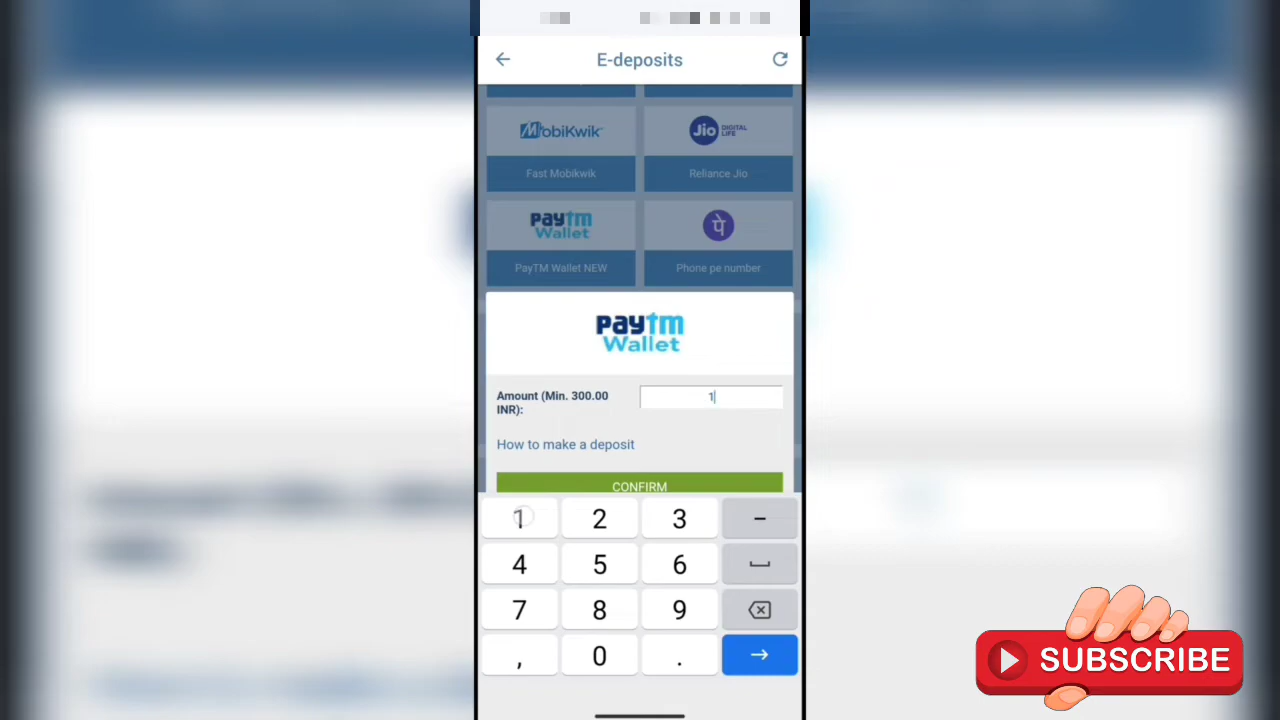 E-deposits
MobiKwik
Jio DIGITAL LIFE
Fast Mobikwik
Reliance Jio
paytm Wallet
पे
PayTM Wallet NEW
Phone pe number
paytm
Wallet
Amount (Min. 300.00
INR):
1
How to make a deposit
CONFIRM
1 2 3 –
4 5 6
7 8 9
, 0 .
SUBSCRIBE